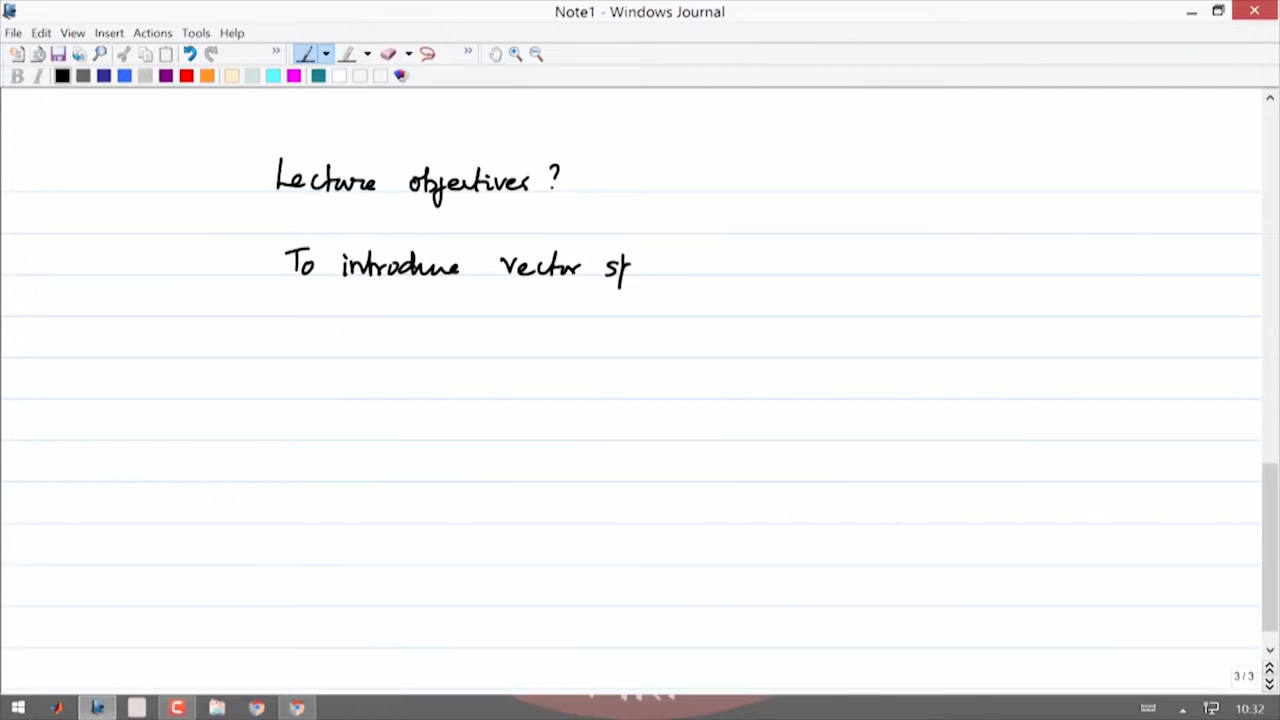 Note1 - Windows Journal
File Edit View Insert Actions Tools Help
Lecture objectives ?
To introduce vector sp
3 / 3
10:32